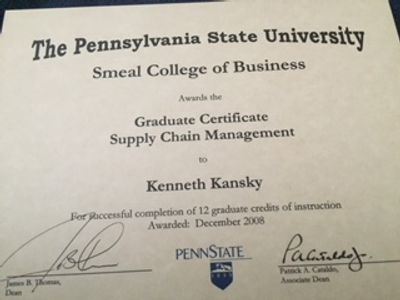 The Pennsylvania State University
Smeal College of Business
Awards the
Graduate Certificate
Supply Chain Management
to
Kenneth Kansky
For successful completion of 12 graduate credits of instruction
Awarded: December 2008
PENNSTATE
James B. Thomas,
Dean
Patrick A. Cataldo,
Associate Dean